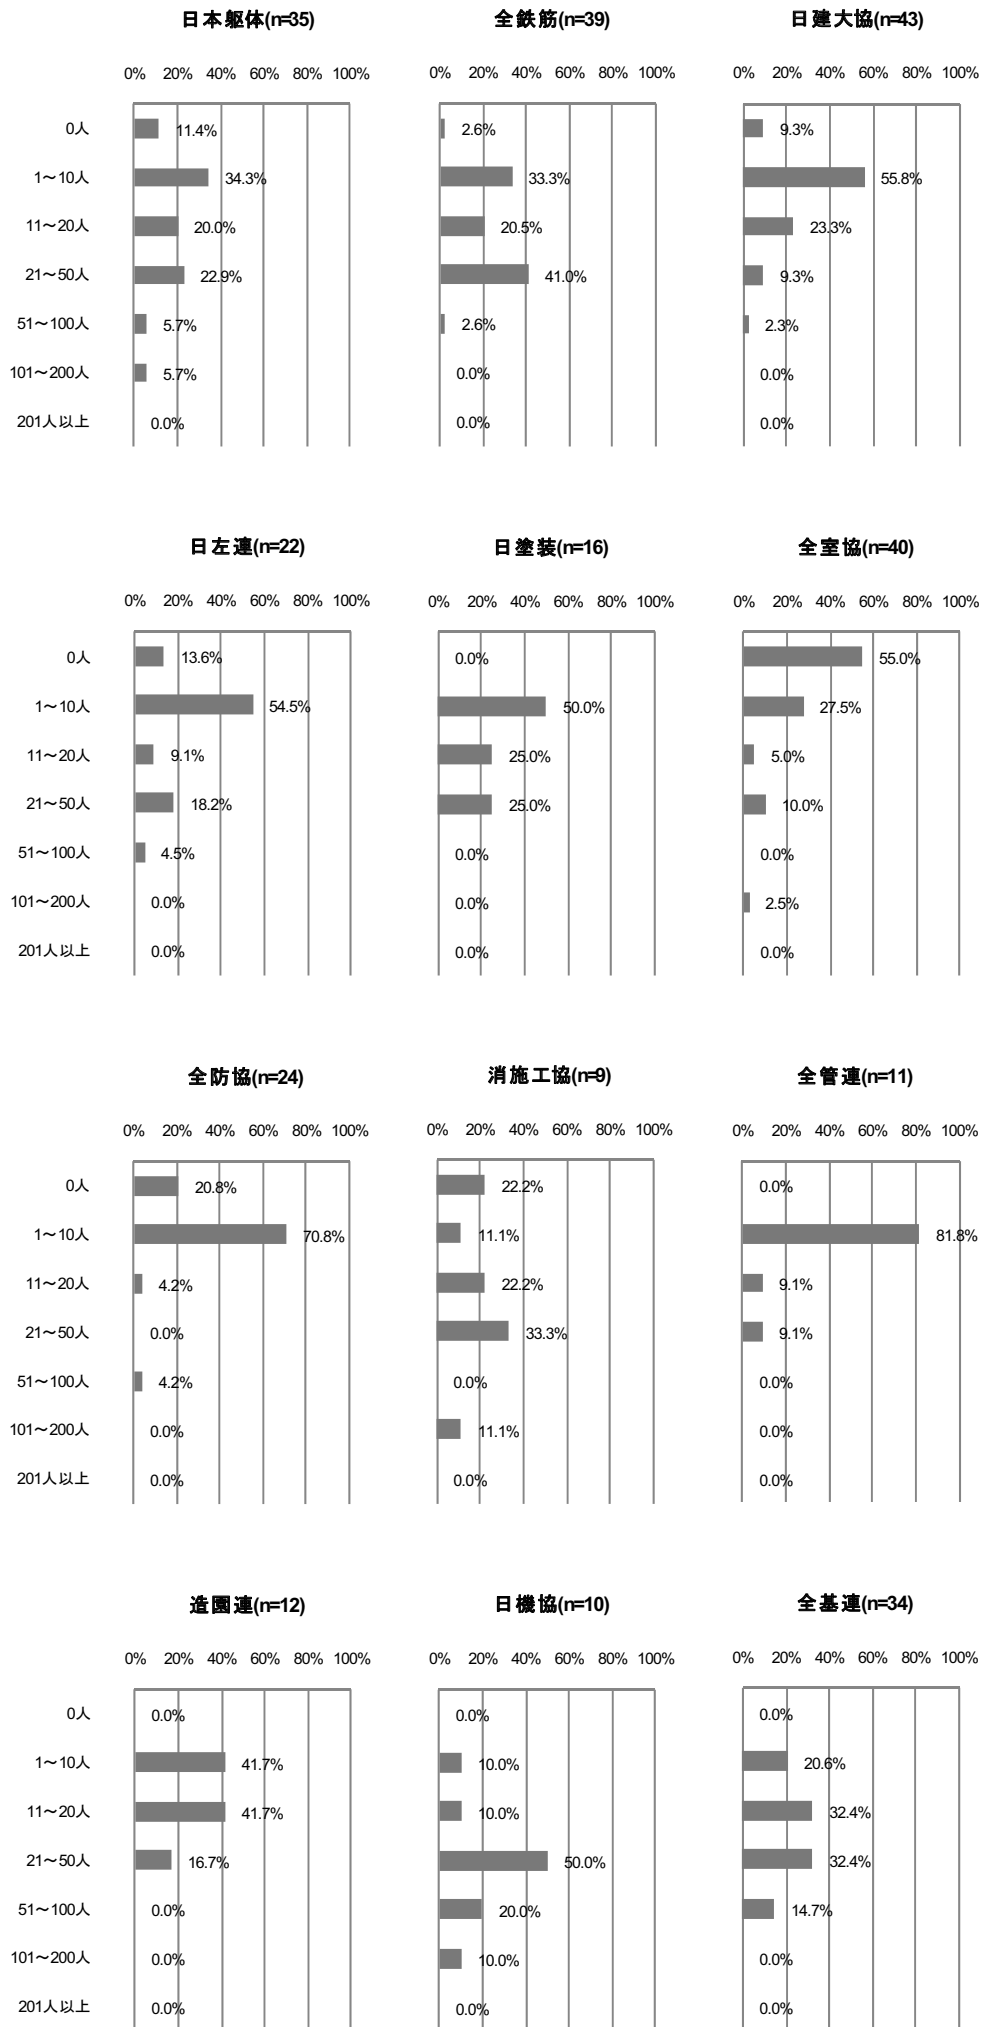 日本躯体(n=35) 全鉄筋(n=39) 日建大協(n=43)
0% 20% 40% 60% 80% 100% 0% 20% 40% 60% 80% 100% 0% 20% 40% 60% 80% 100%
0人 11.4% 2.6% 9.3%
1～10人 34.3% 33.3% 55.8%
11～20人 20.0% 20.5% 23.3%
21～50人 22.9% 41.0% 9.3%
51～100人 5.7% 2.6% 2.3%
101～200人 5.7% 0.0% 0.0%
201人以上 0.0% 0.0% 0.0%
日左連(n=22) 日塗装(n=16) 全室協(n=40)
0% 20% 40% 60% 80% 100% 0% 20% 40% 60% 80% 100% 0% 20% 40% 60% 80% 100%
0人 13.6% 0.0% 55.0%
1～10人 54.5% 50.0% 27.5%
11～20人 9.1% 25.0% 5.0%
21～50人 18.2% 25.0% 10.0%
51～100人 4.5% 0.0% 0.0%
101～200人 0.0% 0.0% 2.5%
201人以上 0.0% 0.0% 0.0%
全防協(n=24) 消施工協(n=9) 全管連(n=11)
0% 20% 40% 60% 80% 100% 0% 20% 40% 60% 80% 100% 0% 20% 40% 60% 80% 100%
0人 20.8% 22.2% 0.0%
1～10人 70.8% 11.1% 81.8%
11～20人 4.2% 22.2% 9.1%
21～50人 0.0% 33.3% 9.1%
51～100人 4.2% 0.0% 0.0%
101～200人 0.0% 11.1% 0.0%
201人以上 0.0% 0.0% 0.0%
造園連(n=12) 日機協(n=10) 全基連(n=34)
0% 20% 40% 60% 80% 100% 0% 20% 40% 60% 80% 100% 0% 20% 40% 60% 80% 100%
0人 0.0% 0.0% 0.0%
1～10人 41.7% 10.0% 20.6%
11～20人 41.7% 10.0% 32.4%
21～50人 16.7% 50.0% 32.4%
51～100人 0.0% 20.0% 14.7%
101～200人 0.0% 10.0% 0.0%
201人以上 0.0% 0.0% 0.0%